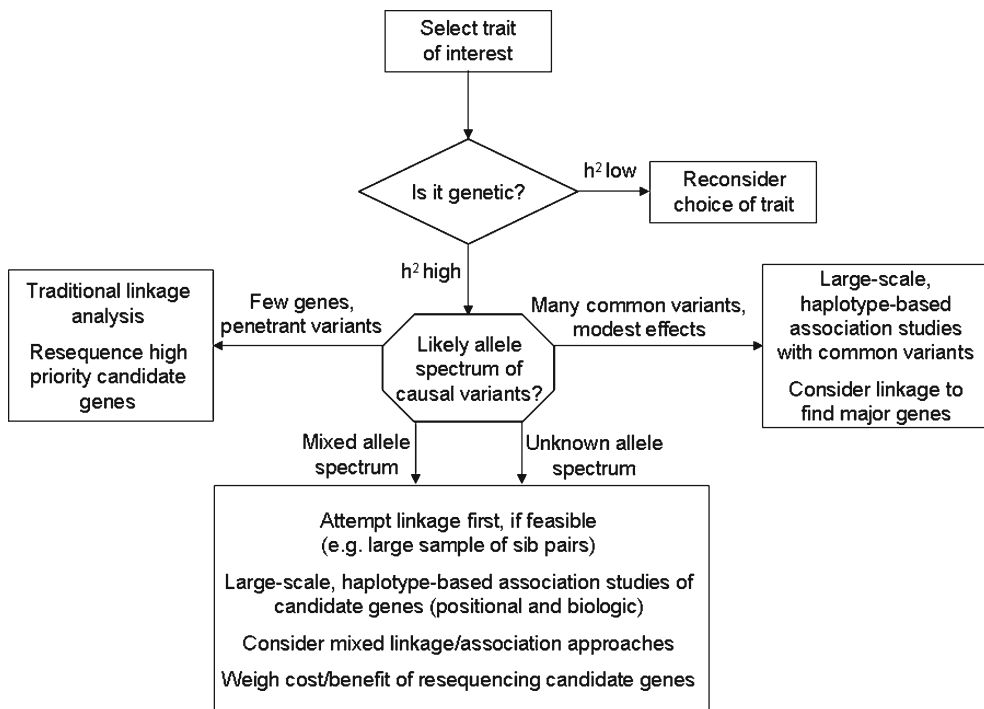 Select trait
of interest
Is it genetic?
h² low
Reconsider
choice of trait
h² high
Traditional linkage
analysis
Resequence high
priority candidate
genes
Few genes,
penetrant variants
Likely allele
spectrum of
causal variants?
Many common variants,
modest effects
Large-scale,
haplotype-based
association studies
with common variants
Consider linkage to
find major genes
Mixed allele
spectrum
Unknown allele
spectrum
Attempt linkage first, if feasible
(e.g. large sample of sib pairs)
Large-scale, haplotype-based association studies of
candidate genes (positional and biologic)
Consider mixed linkage/association approaches
Weigh cost/benefit of resequencing candidate genes